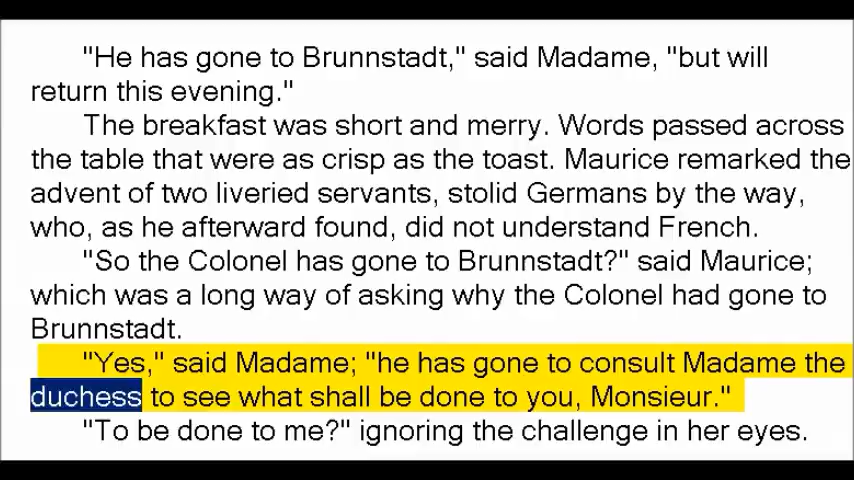 "He has gone to Brunnstadt," said Madame, "but will
return this evening."
The breakfast was short and merry. Words passed across
the table that were as crisp as the toast. Maurice remarked the
advent of two liveried servants, stolid Germans by the way,
who, as he afterward found, did not understand French.
"So the Colonel has gone to Brunnstadt?" said Maurice;
which was a long way of asking why the Colonel had gone to
Brunnstadt.
"Yes," said Madame; "he has gone to consult Madame the
duchess to see what shall be done to you, Monsieur."
"To be done to me?" ignoring the challenge in her eyes.